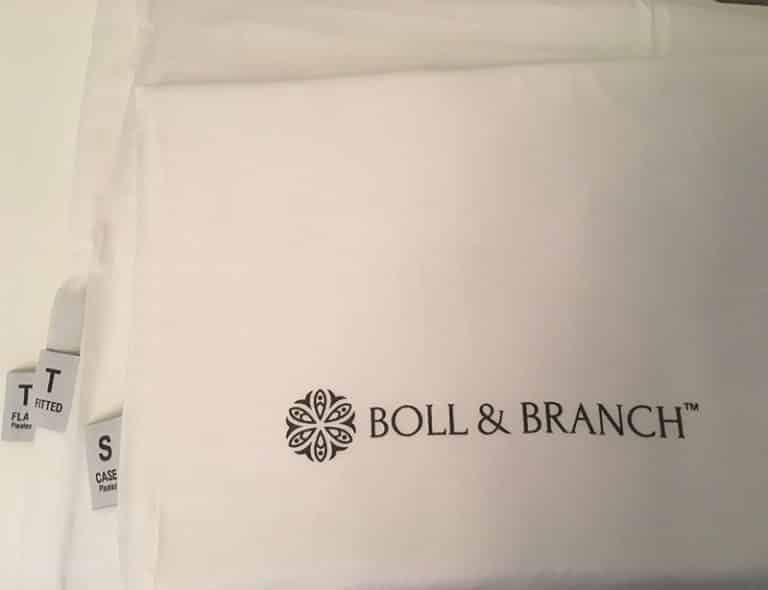 T
FLA
T
FITTED
S
CASE
BOLL & BRANCH™